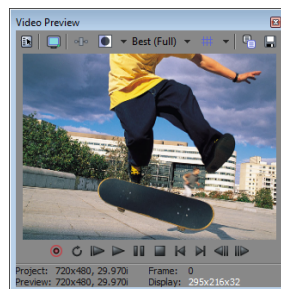 Video Preview
Best (Full)
Project: 720x480, 29.970i Frame: 0
Preview: 720x480, 29.970i Display: 295x216x32